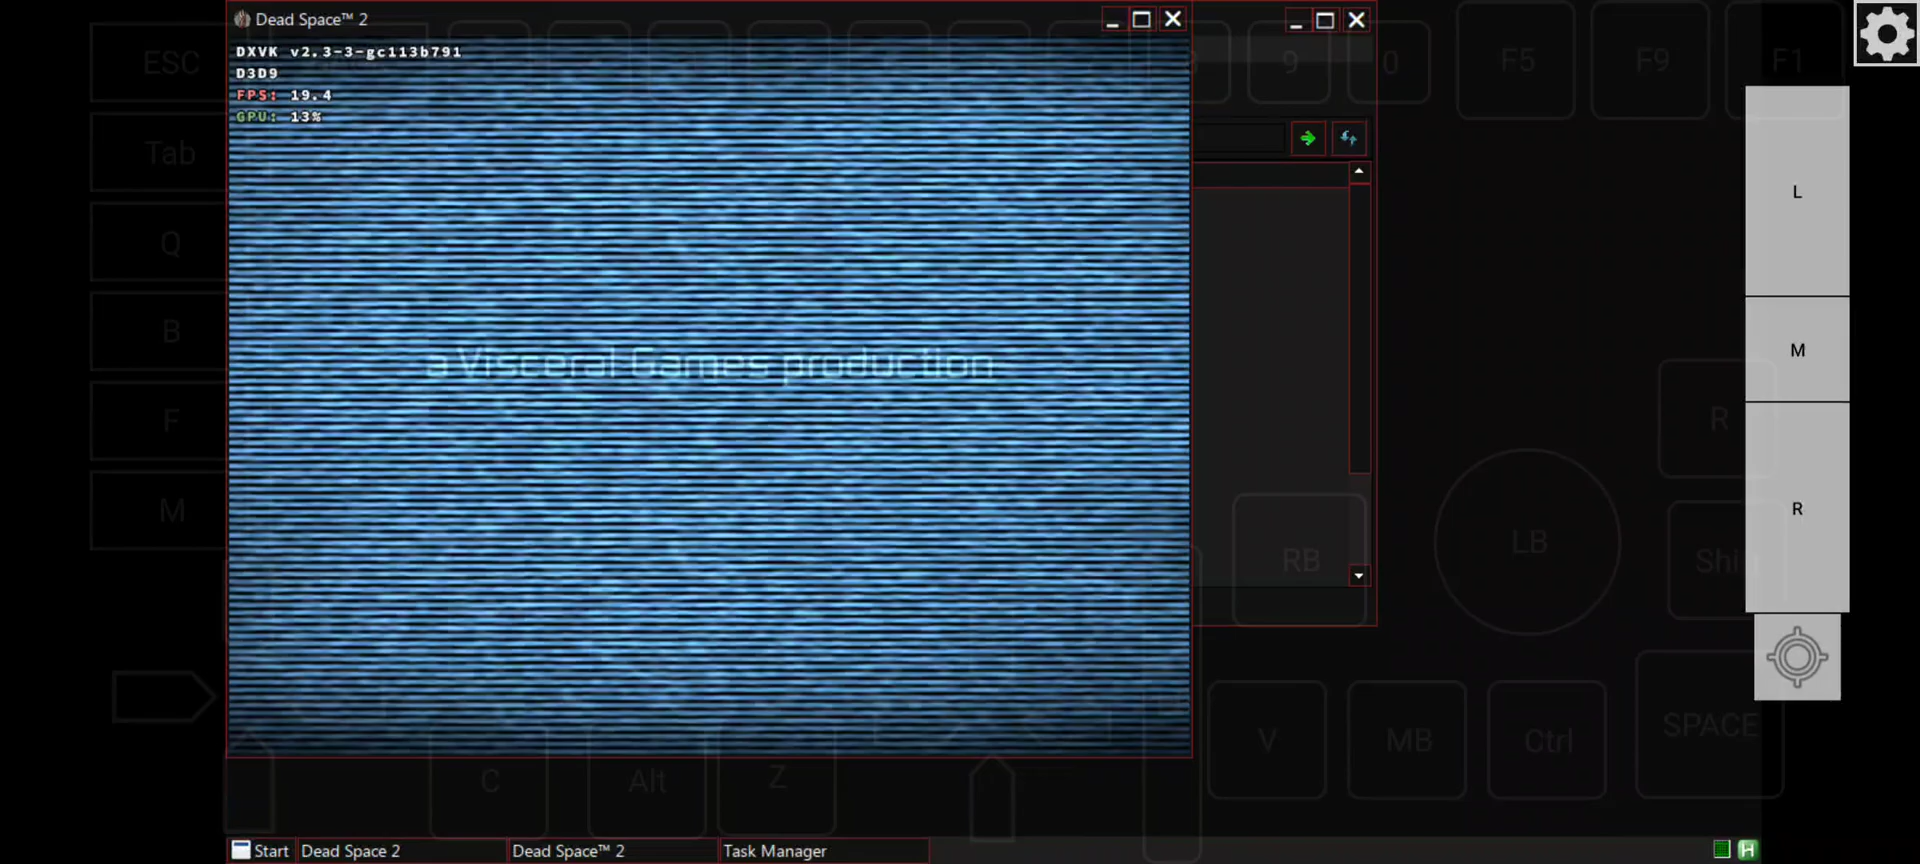 Dead Space™ 2
DXVK v2.3-3-gc113b791
D3D9
FPS: 19.4
GPU: 13%
a Visceral Games production
ESC
Tab
Q
B
F
M
9
0
F5
F9
F1
L
M
R
R
RB
LB
Shi
V
MB
Ctrl
SPACE
C
Alt
Z
Start
Dead Space 2
Dead Space™ 2
Task Manager
H